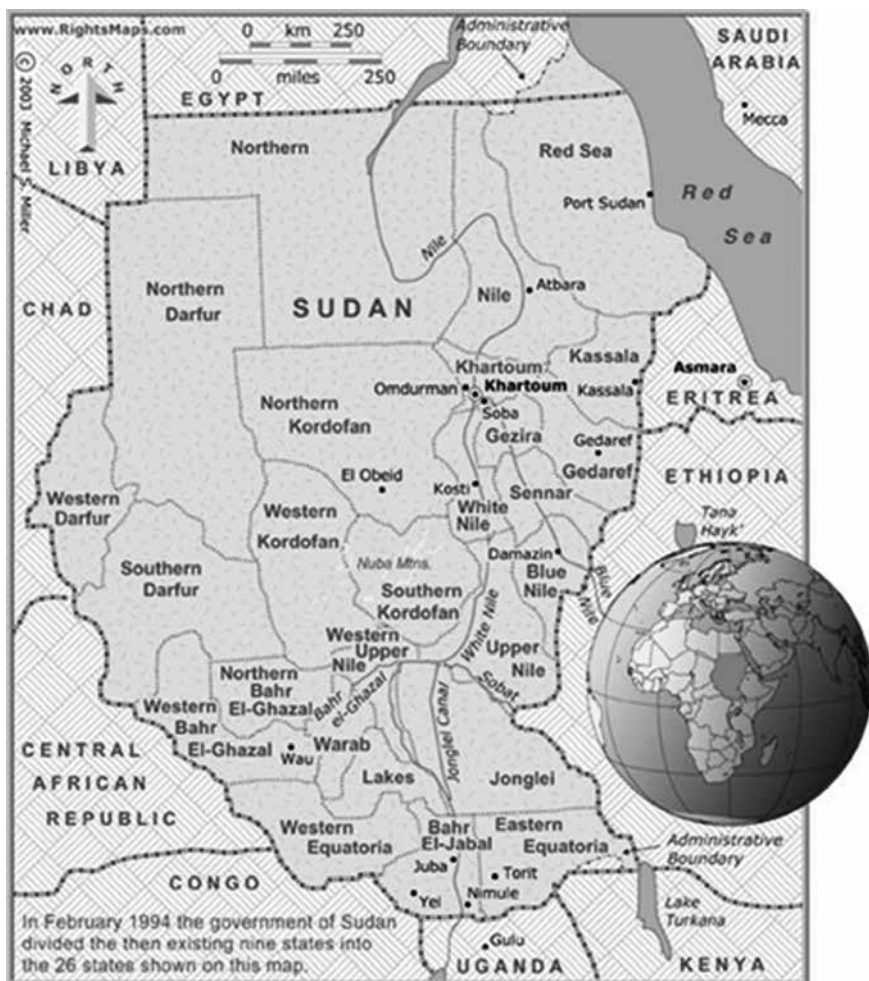 www.RightsMaps.com
© 2003 Michael S. Miller
NORTH
0 km 250
0 miles 250
Administrative
Boundary
SAUDI
ARABIA
EGYPT
Mecca
LIBYA
Northern
Red Sea
Port Sudan
Red
Sea
Nile
CHAD
Northern
Darfur
SUDAN
Nile
Atbara
Khartoum
Kassala
Asmara
Omdurman
Khartoum
Kassala
ERITREA
Northern
Kordofan
Soba
Gezira
Gedaref
Gedaref
ETHIOPIA
El Obeid
Western
Darfur
Western
Kordofan
Kosti
White
Nile
Sennar
Tana
Hayk'
Southern
Darfur
Nuba Mtns.
Damazin
Blue
Nile
Blue
Nile
Southern
Kordofan
White Nile
Western
Upper
Nile
Upper
Nile
Northern
Bahr
El-Ghazal
Bahr
el-Ghazal
Sobat
Western
Bahr
El-Ghazal
Jonglei Canal
Wau
Warab
CENTRAL
AFRICAN
REPUBLIC
Lakes
Jonglei
Western
Equatoria
Bahr
El-Jabal
Eastern
Equatoria
Administrative
Boundary
Juba
Torit
CONGO
Yei
Nimule
Lake
Turkana
In February 1994 the government of Sudan
divided the then existing nine states into
the 26 states shown on this map.
Gulu
UGANDA
KENYA